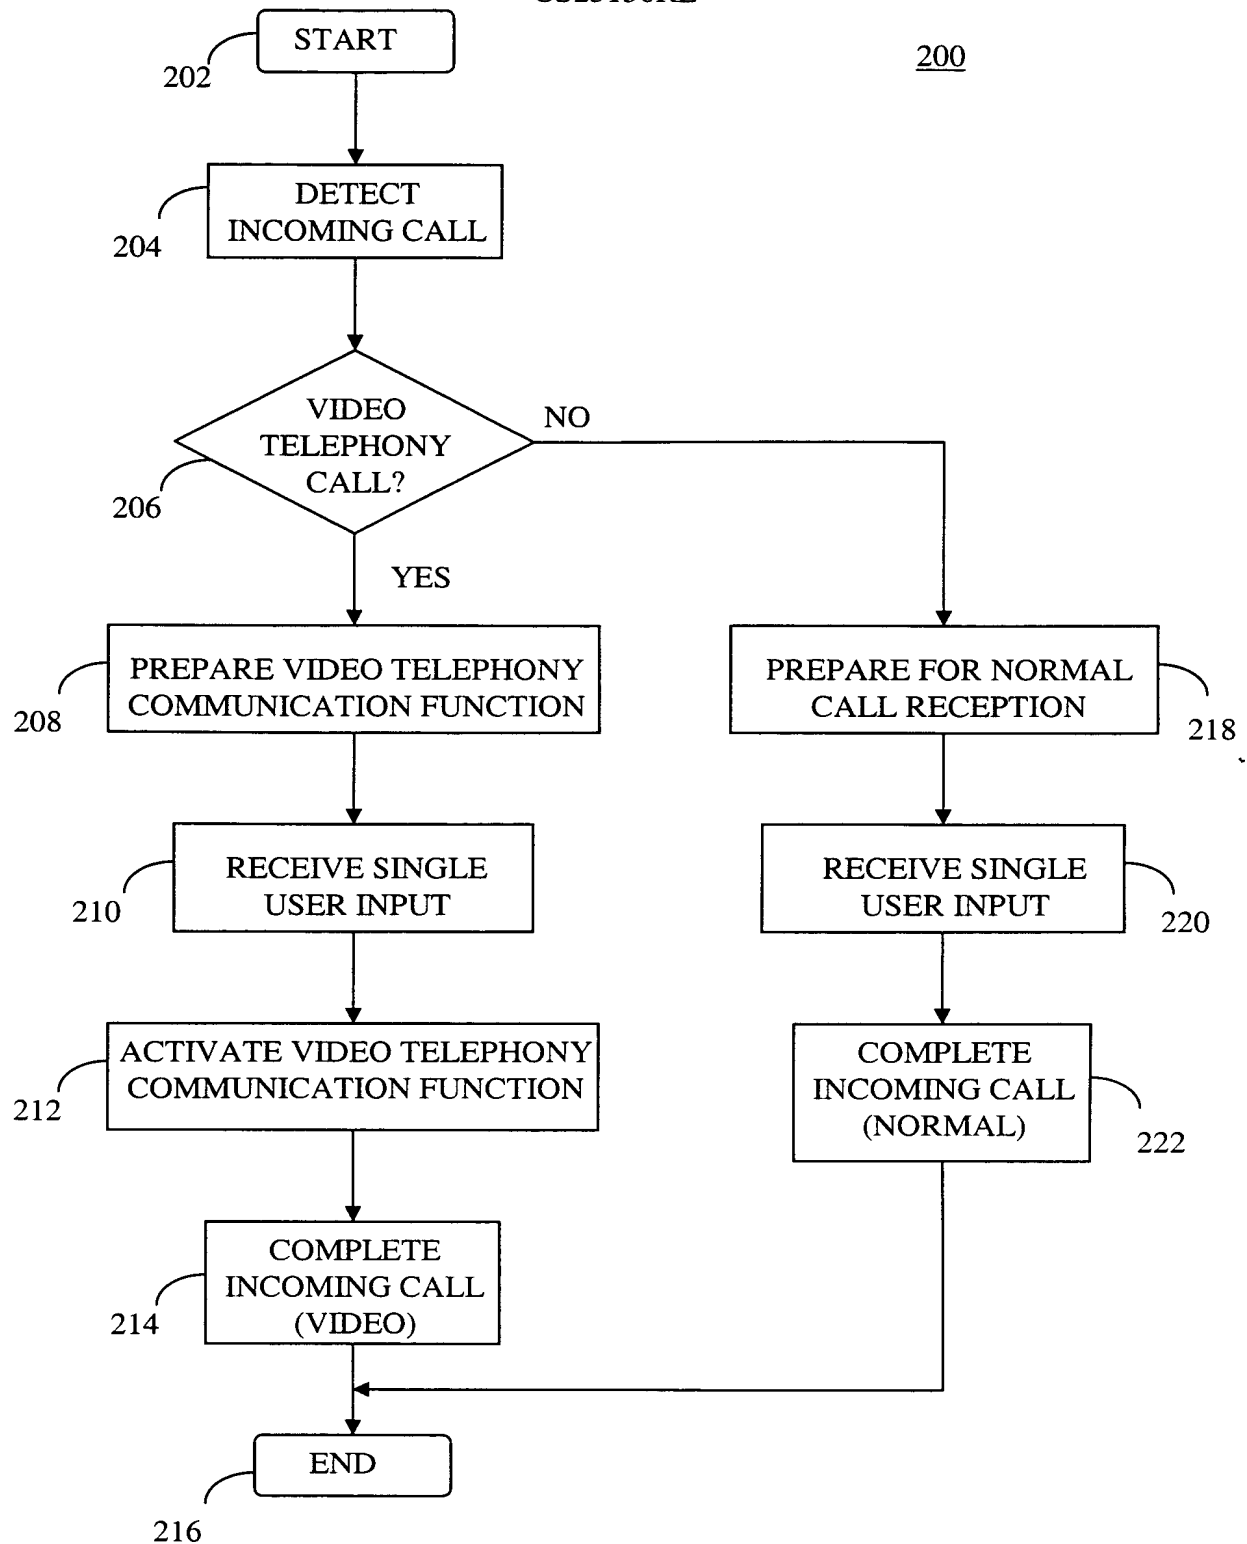 START
200
202
DETECT
INCOMING CALL
204
VIDEO
TELEPHONY
CALL?
NO
206
YES
PREPARE VIDEO TELEPHONY
COMMUNICATION FUNCTION
208
PREPARE FOR NORMAL
CALL RECEPTION
218
RECEIVE SINGLE
USER INPUT
210
RECEIVE SINGLE
USER INPUT
220
ACTIVATE VIDEO TELEPHONY
COMMUNICATION FUNCTION
212
COMPLETE
INCOMING CALL
(NORMAL)
222
COMPLETE
INCOMING CALL
(VIDEO)
214
END
216